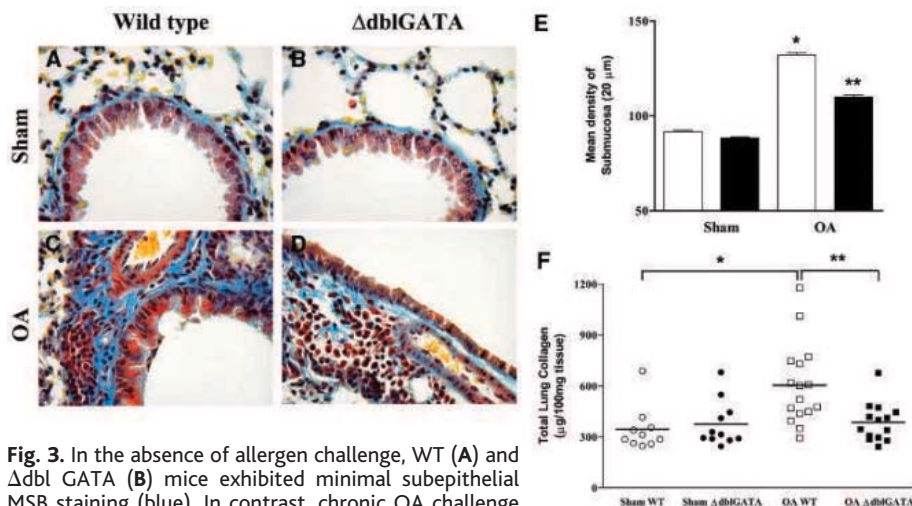 Wild type ΔdblGATA
Sham
OA
A
B
C
D
E
Mean density of
Submucosa (20 μm)
150
100
50
*
**
Sham OA
F
Total Lung Collagen
(μg/100mg tissue)
1200
900
600
300
0
*
**
Sham WT Sham ΔdblGATA OA WT OA ΔdblGATA
Fig. 3. In the absence of allergen challenge, WT (A) and
Δdbl GATA (B) mice exhibited minimal subepithelial
MSB staining (blue). In contrast, chronic OA challenge